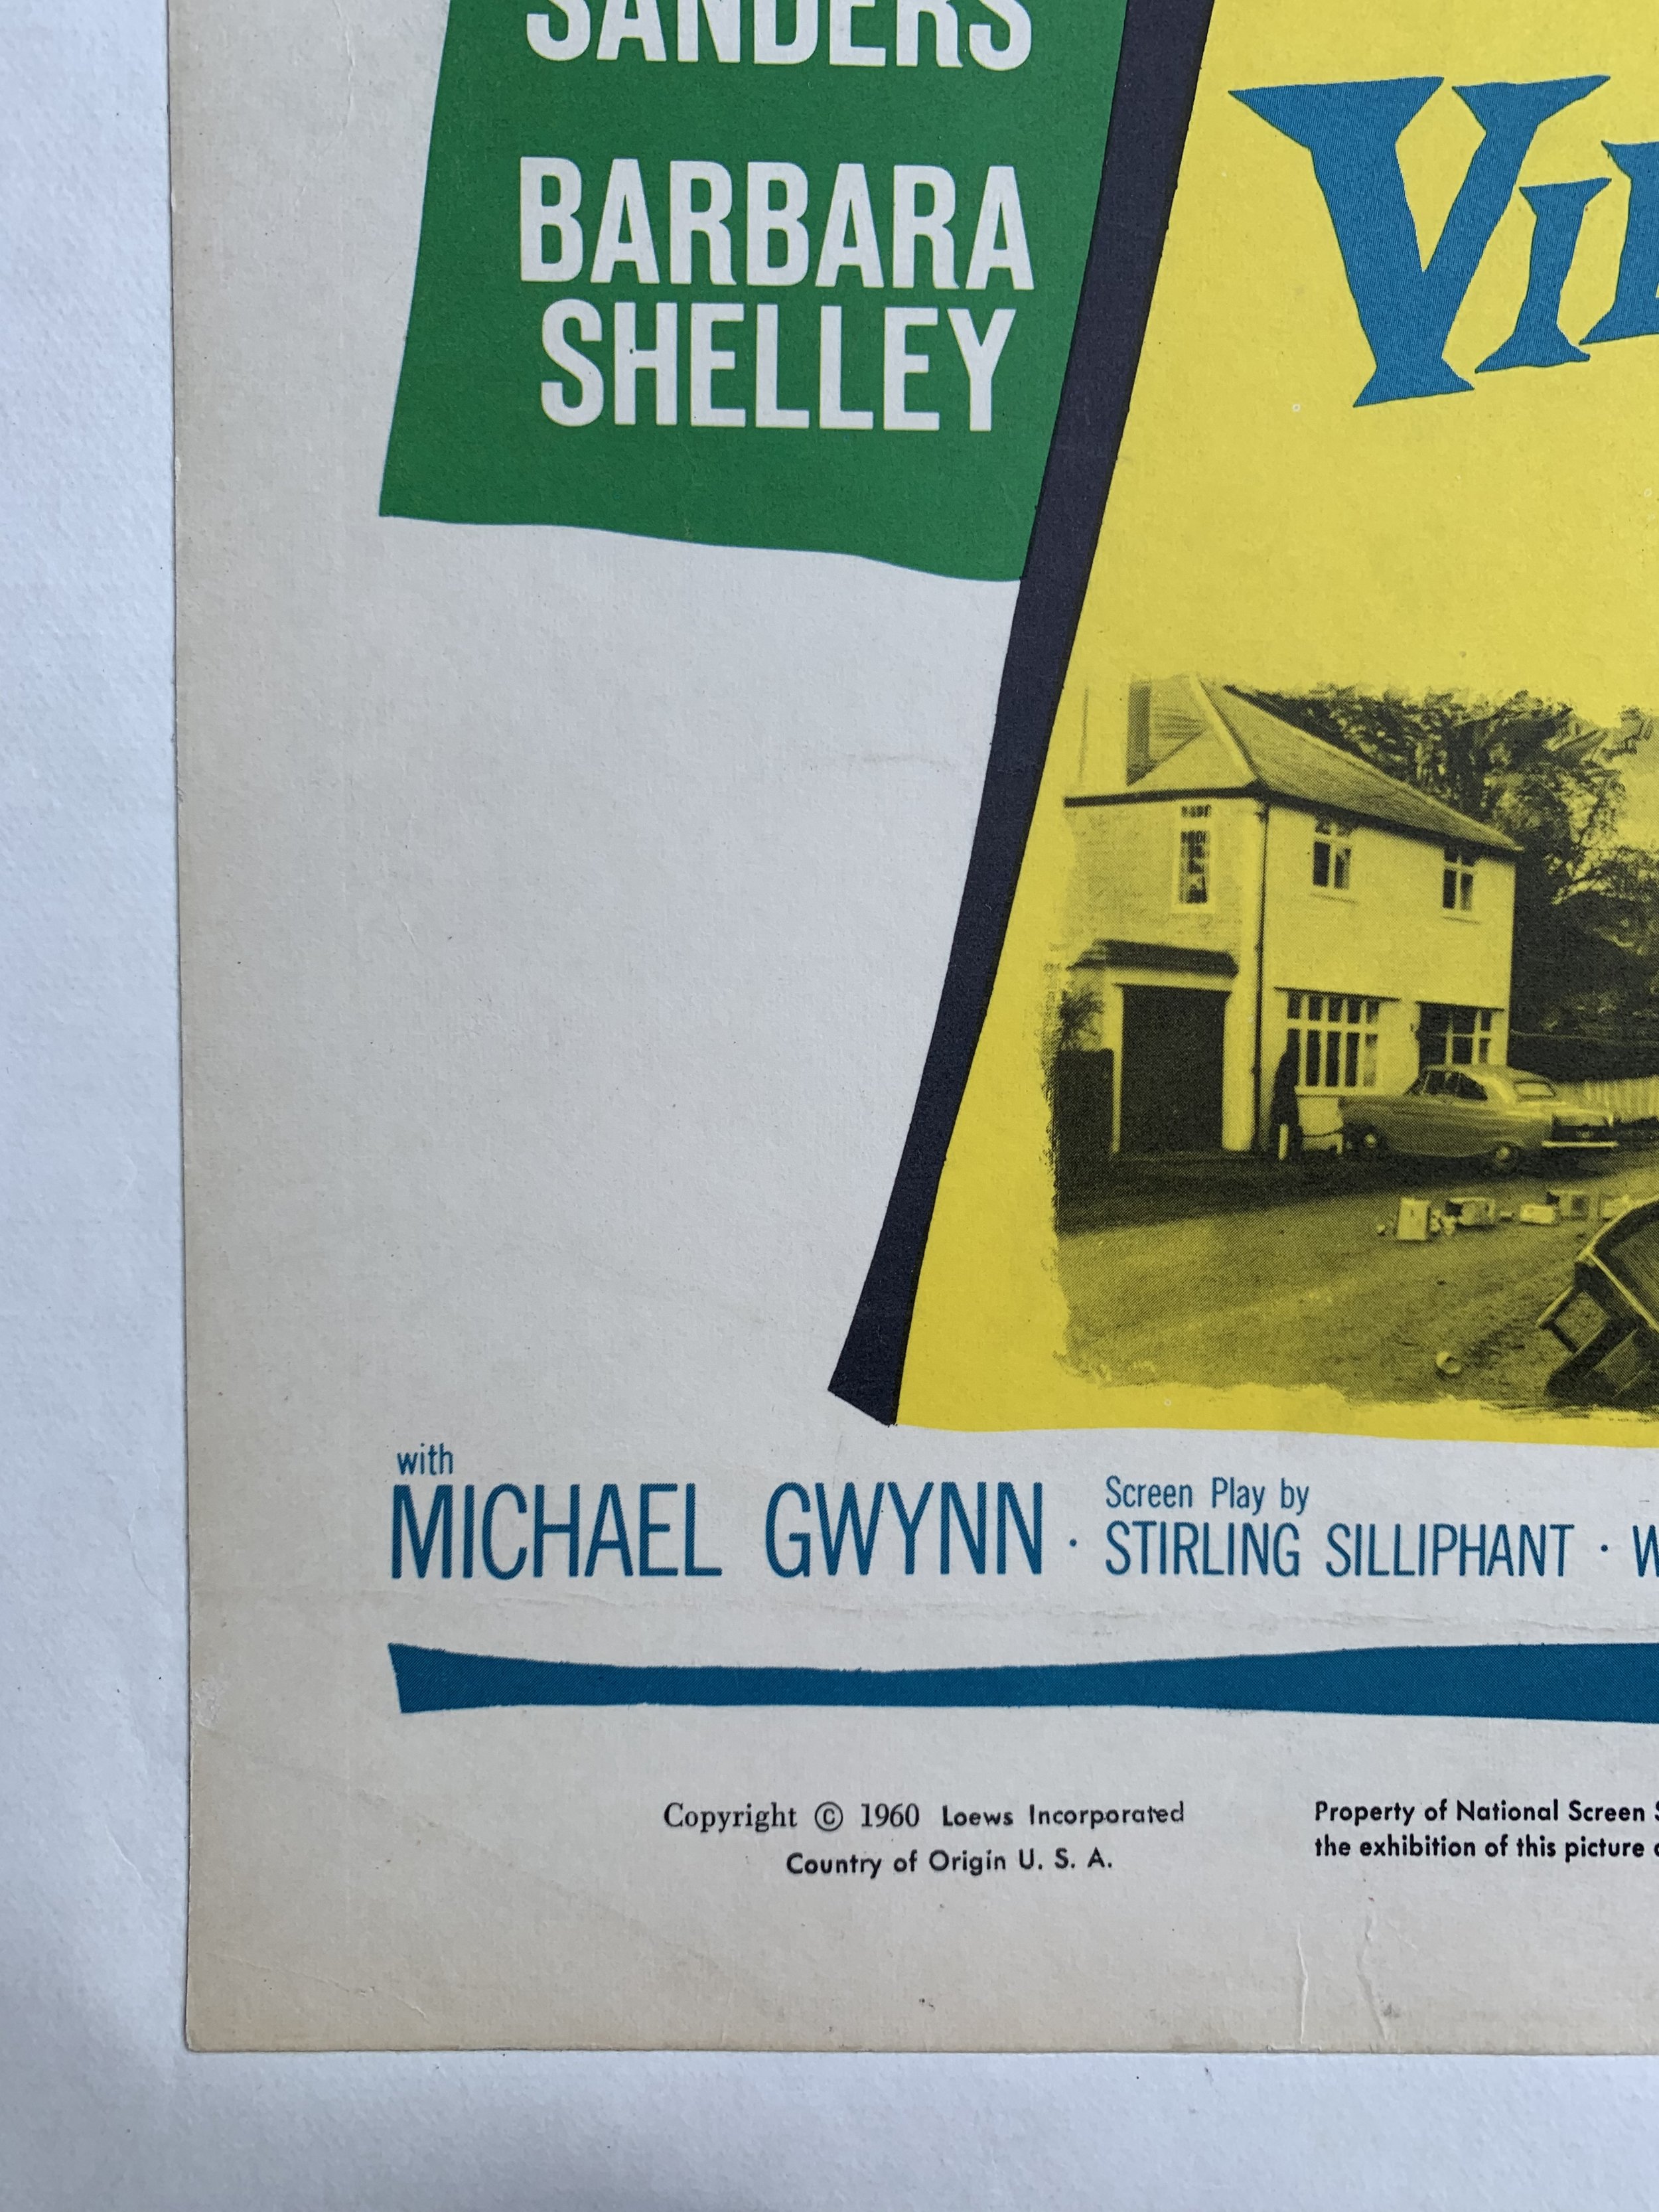 SANDERS
BARBARA
SHELLEY
with
MICHAEL GWYNN · Screen Play by
STIRLING SILLIPHANT · W
Copyright © 1960 Loews Incorporated
Country of Origin U. S. A.
Property of National Screen S
the exhibition of this picture